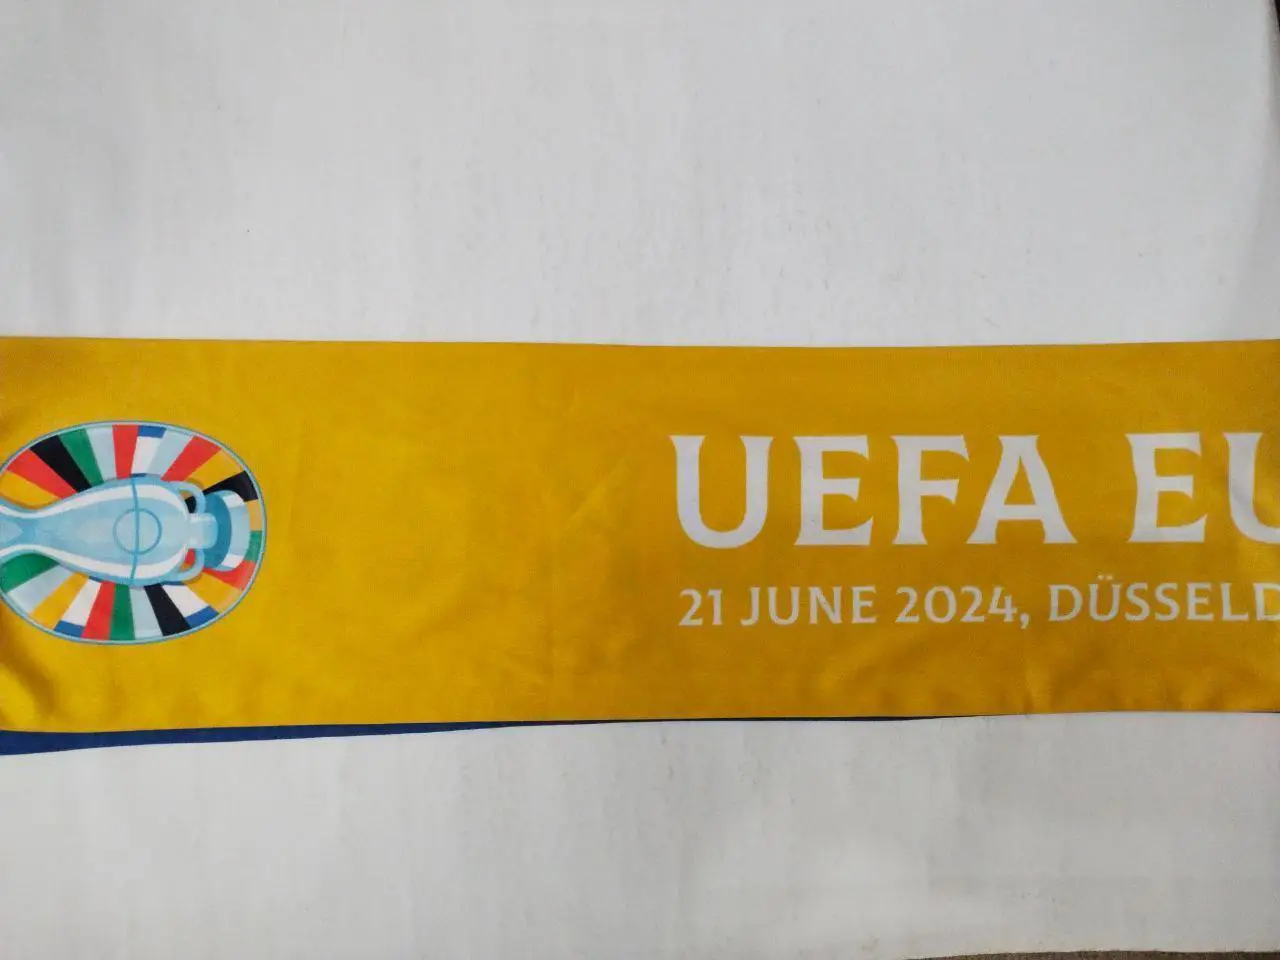 UEFA EU
21 JUNE 2024, DÜSSELD